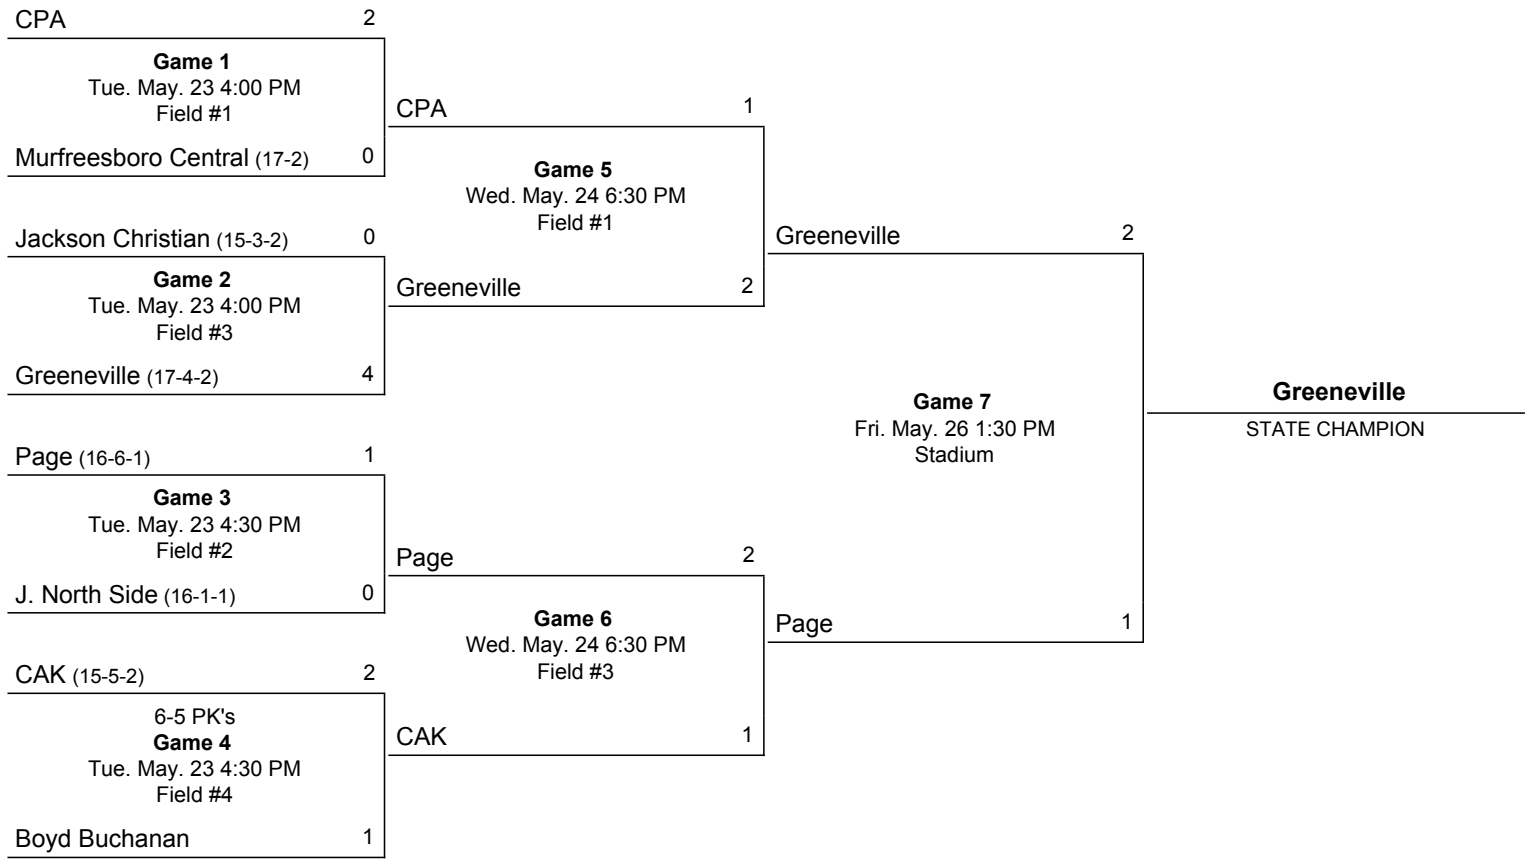 CPA 2
Game 1
Tue. May. 23 4:00 PM
Field #1
Murfreesboro Central (17-2) 0
Jackson Christian (15-3-2) 0
Game 2
Tue. May. 23 4:00 PM
Field #3
Greeneville (17-4-2) 4
Page (16-6-1) 1
Game 3
Tue. May. 23 4:30 PM
Field #2
J. North Side (16-1-1) 0
CAK (15-5-2) 2
6-5 PK's
Game 4
Tue. May. 23 4:30 PM
Field #4
Boyd Buchanan 1
CPA 1
Game 5
Wed. May. 24 6:30 PM
Field #1
Greeneville 2
Page 2
Game 6
Wed. May. 24 6:30 PM
Field #3
CAK 1
Greeneville 2
Game 7
Fri. May. 26 1:30 PM
Stadium
Page 1
Greeneville
STATE CHAMPION